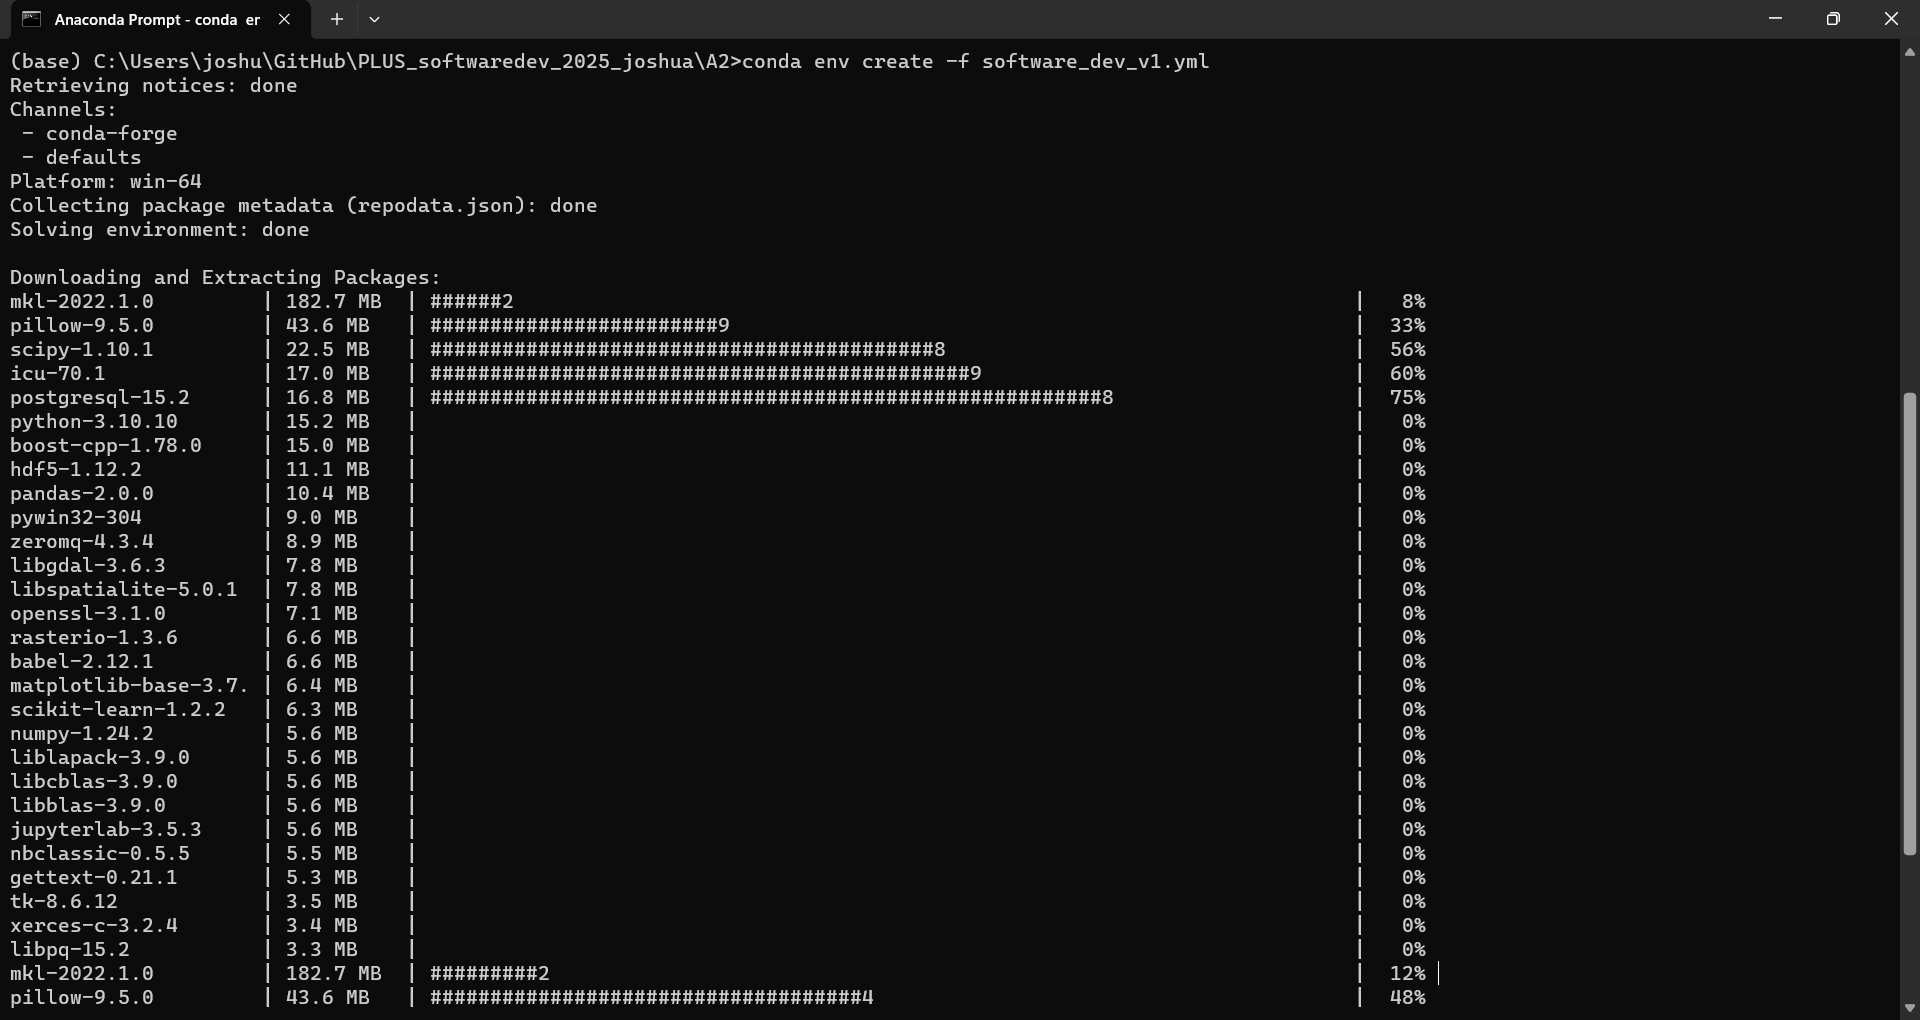 Anaconda Prompt - conda  er
(base) C:\Users\joshu\GitHub\PLUS_softwaredev_2025_joshua\A2>conda env create -f software_dev_v1.yml
Retrieving notices: done
Channels:
 - conda-forge
 - defaults
Platform: win-64
Collecting package metadata (repodata.json): done
Solving environment: done
Downloading and Extracting Packages:
mkl-2022.1.0         | 182.7 MB  | ######2 |   8%
pillow-9.5.0         | 43.6 MB   | ########################9 |  33%
scipy-1.10.1         | 22.5 MB   | ##########################################8 |  56%
icu-70.1             | 17.0 MB   | #############################################9 |  60%
postgresql-15.2      | 16.8 MB   | ########################################################8 |  75%
python-3.10.10       | 15.2 MB   | |   0%
boost-cpp-1.78.0     | 15.0 MB   | |   0%
hdf5-1.12.2          | 11.1 MB   | |   0%
pandas-2.0.0         | 10.4 MB   | |   0%
pywin32-304          | 9.0 MB    | |   0%
zeromq-4.3.4         | 8.9 MB    | |   0%
libgdal-3.6.3        | 7.8 MB    | |   0%
libspatialite-5.0.1  | 7.8 MB    | |   0%
openssl-3.1.0        | 7.1 MB    | |   0%
rasterio-1.3.6       | 6.6 MB    | |   0%
babel-2.12.1         | 6.6 MB    | |   0%
matplotlib-base-3.7. | 6.4 MB    | |   0%
scikit-learn-1.2.2   | 6.3 MB    | |   0%
numpy-1.24.2         | 5.6 MB    | |   0%
liblapack-3.9.0      | 5.6 MB    | |   0%
libcblas-3.9.0       | 5.6 MB    | |   0%
libblas-3.9.0        | 5.6 MB    | |   0%
jupyterlab-3.5.3     | 5.6 MB    | |   0%
nbclassic-0.5.5      | 5.5 MB    | |   0%
gettext-0.21.1       | 5.3 MB    | |   0%
tk-8.6.12            | 3.5 MB    | |   0%
xerces-c-3.2.4       | 3.4 MB    | |   0%
libpq-15.2           | 3.3 MB    | |   0%
mkl-2022.1.0         | 182.7 MB  | #########2 |  12%
pillow-9.5.0         | 43.6 MB   | ####################################4 |  48%